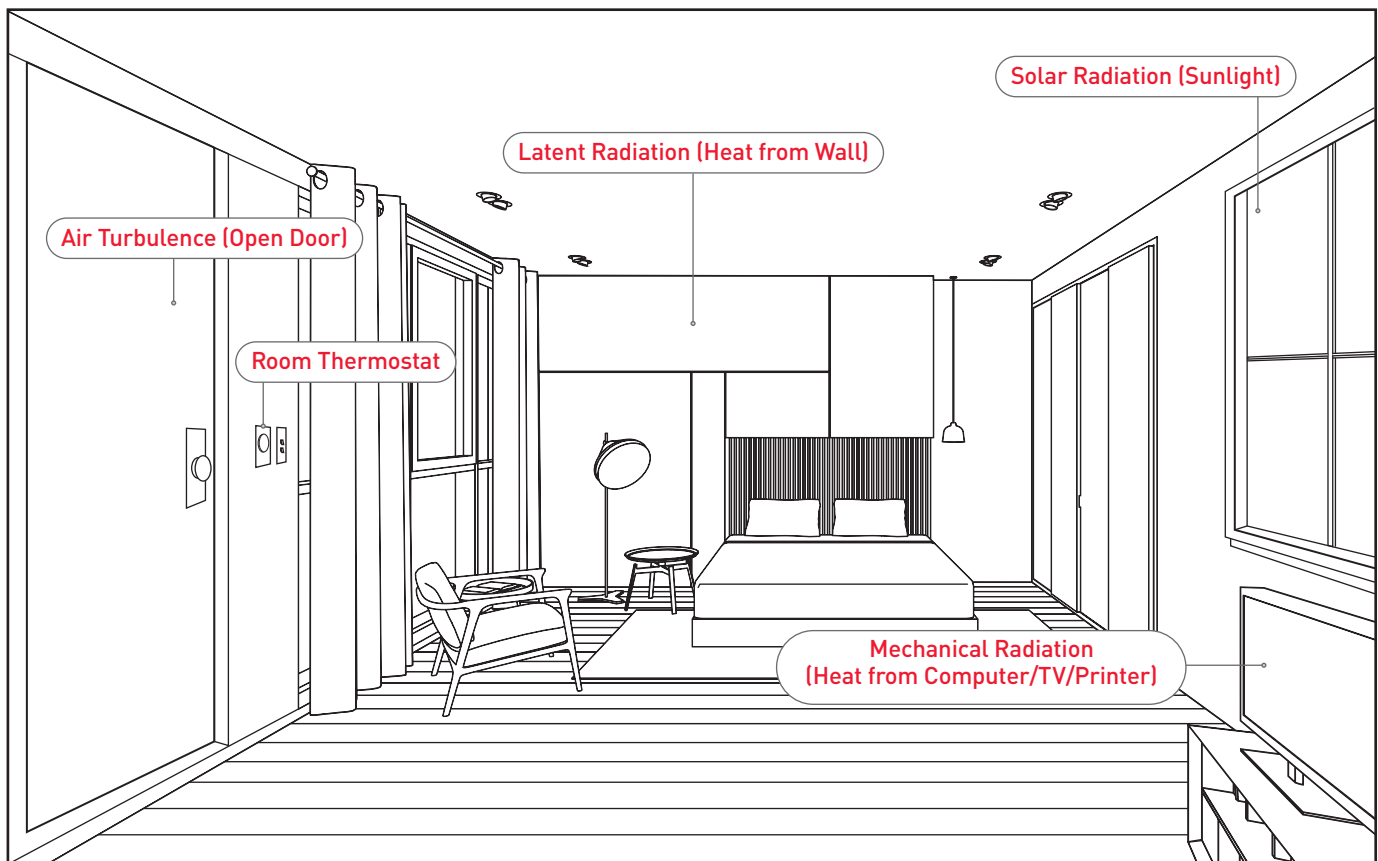 Solar Radiation (Sunlight)
Latent Radiation (Heat from Wall)
Air Turbulence (Open Door)
Room Thermostat
Mechanical Radiation
(Heat from Computer/TV/Printer)